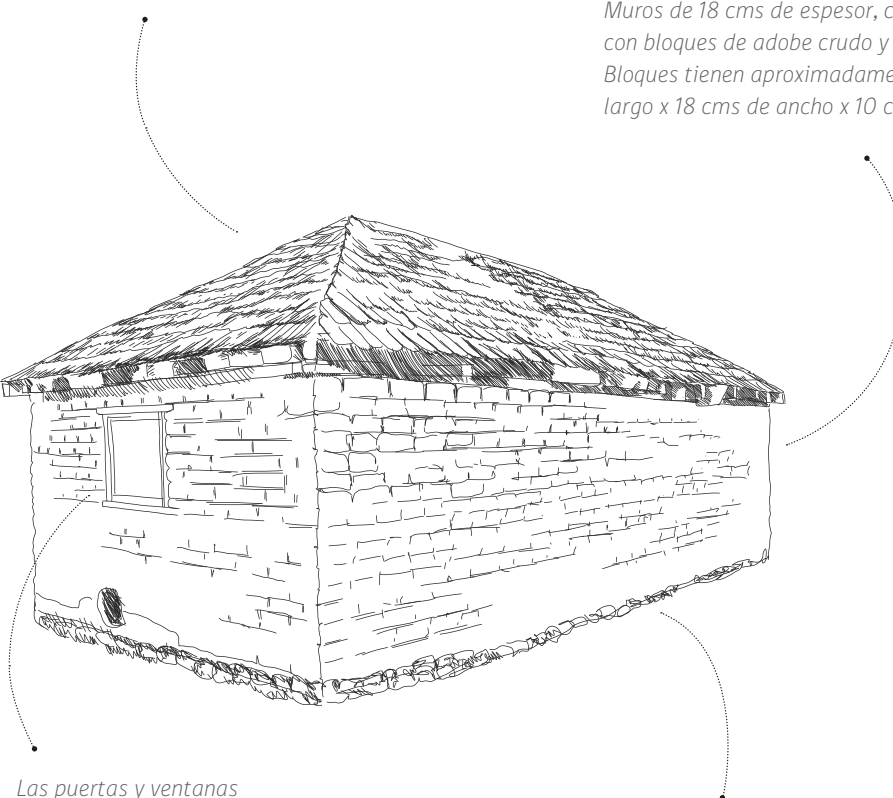 Muros de 18 cms de espesor,
con bloques de adobe crudo y
Bloques tienen
largo x 18 cms de ancho x 10
Las puertas y ventanas